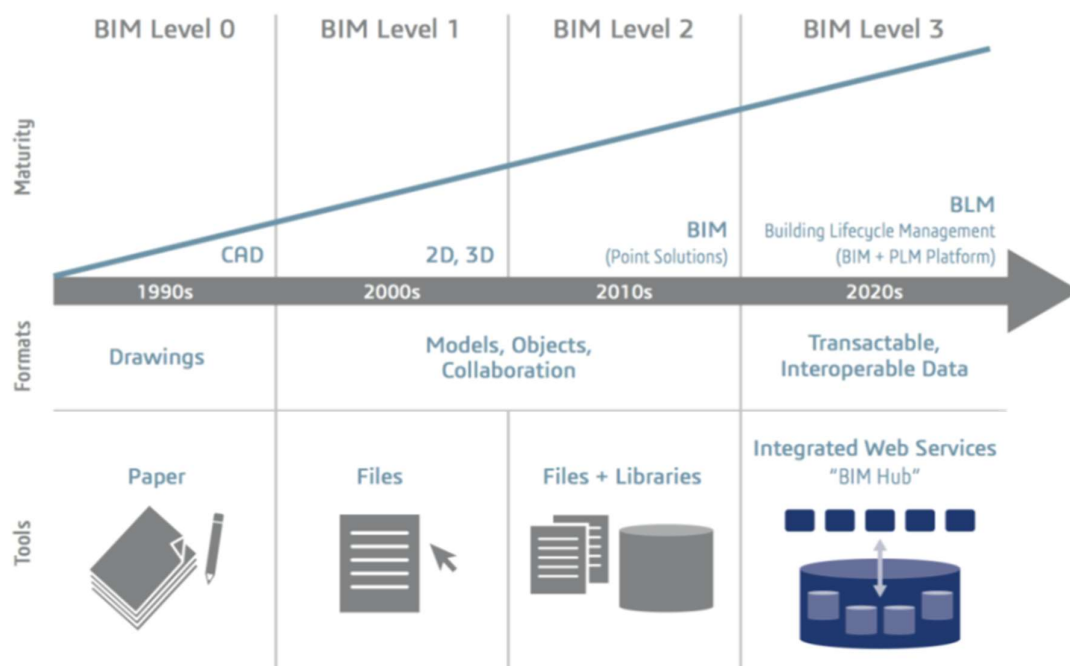 BIM Level 0
BIM Level 1
BIM Level 2
BIM Level 3
Maturity
CAD
2D, 3D
BIM
(Point Solutions)
BLM
Building Lifecycle Management
(BIM + PLM Platform)
1990s
2000s
2010s
2020s
Formats
Drawings
Models, Objects,
Collaboration
Transactable,
Interoperable Data
Tools
Paper
Files
Files + Libraries
Integrated Web Services
“BIM Hub”